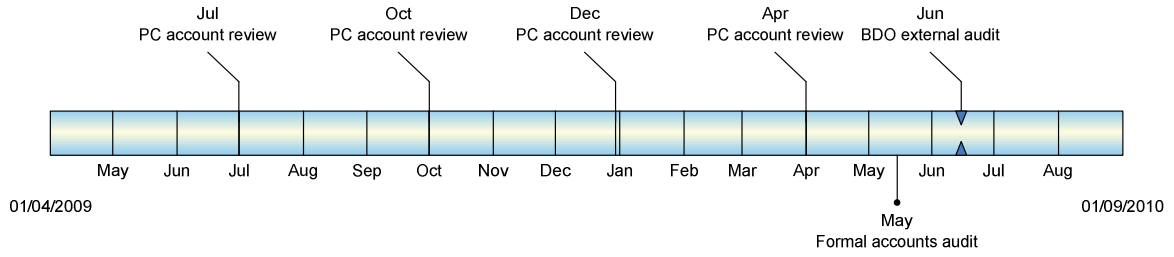 Jul
PC account review
Oct
PC account review
Dec
PC account review
Apr
PC account review
Jun
BDO external audit
May
Jun
Jul
Aug
Sep
Oct
Nov
Dec
Jan
Feb
Mar
Apr
May
Jun
Jul
Aug
01/04/2009
01/09/2010
May
Formal accounts audit